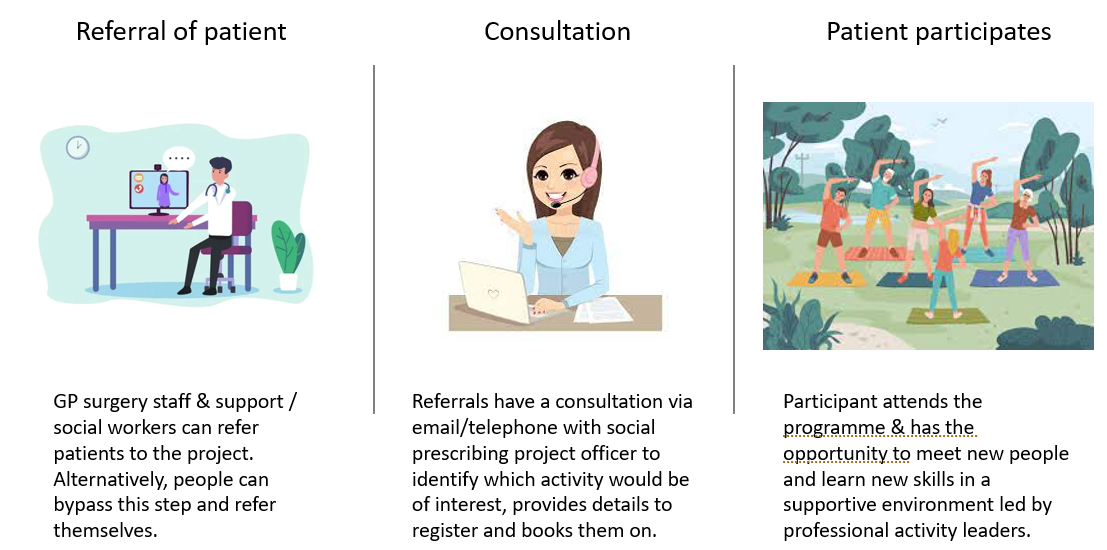 Referral of patient
Consultation
Patient participates
GP surgery staff & support /
social workers can refer
patients to the project.
Alternatively, people can
bypass this step and refer
themselves.
Referrals have a consultation via
email/telephone with social
prescribing project officer to
identify which activity would be
of interest, provides details to
register and books them on.
Participant attends the
programme & has the
opportunity to meet new people
and learn new skills in a
supportive environment led by
professional activity leaders.